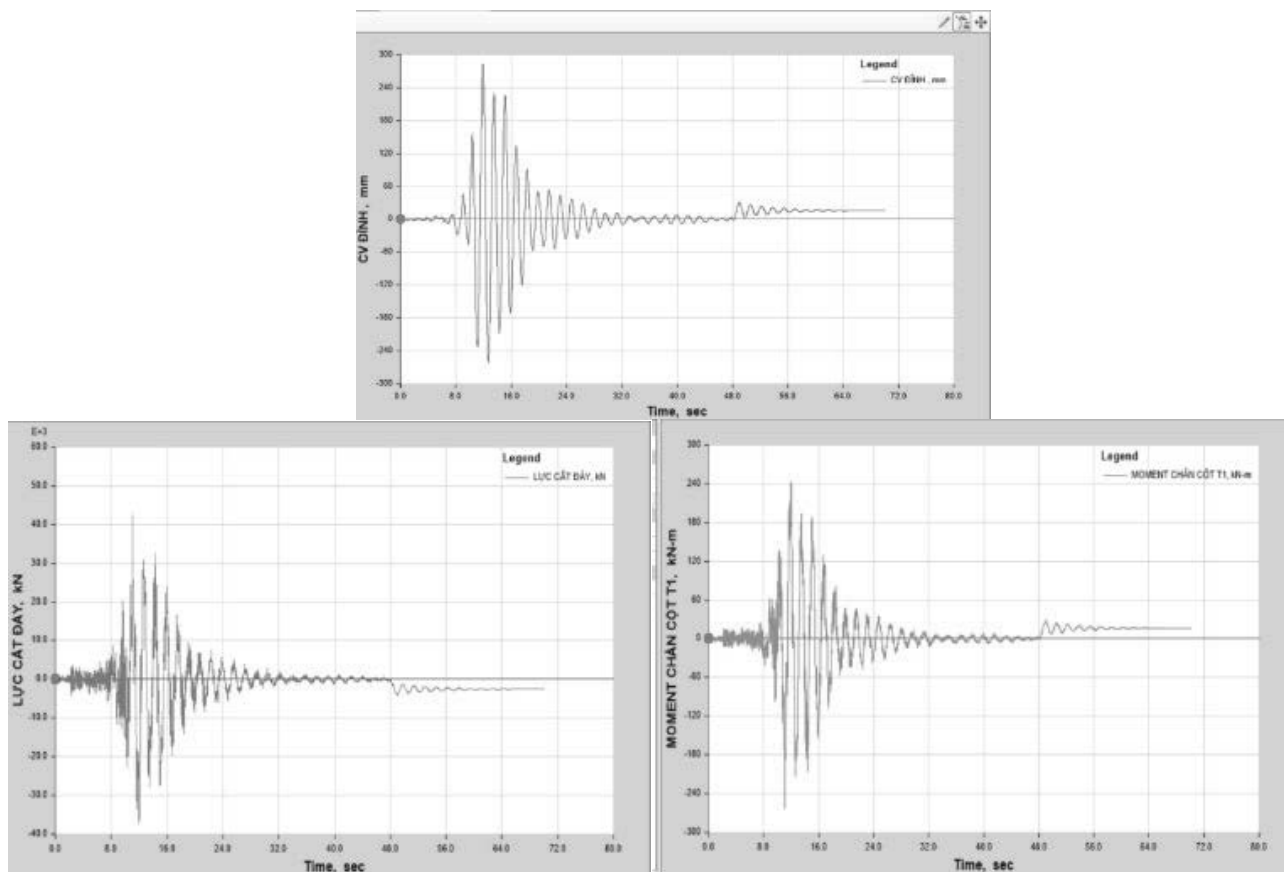 Legend
CV ĐỈNH , mm
CV ĐỈNH , mm
300
240
180
120
60
0
-60
-120
-180
-240
-300
0.0 8.0 16.0 24.0 32.0 40.0 48.0 56.0 64.0 72.0 80.0
Time, sec
E+3
Legend
LỰC CẮT ĐÁY, kN
LỰC CẮT ĐÁY, kN
60.0
50.0
40.0
30.0
20.0
10.0
0.0
-10.0
-20.0
-30.0
-40.0
0.0 8.0 16.0 24.0 32.0 40.0 48.0 56.0 64.0 72.0 80.0
Time, sec
Legend
MOMENT CHÂN CỘT T1, kN-m
MOMENT CHÂN CỘT T1, kN-m
300
240
180
120
60
0
-60
-120
-180
-240
-300
0.0 8.0 16.0 24.0 32.0 40.0 48.0 56.0 64.0 72.0 80.0
Time, sec